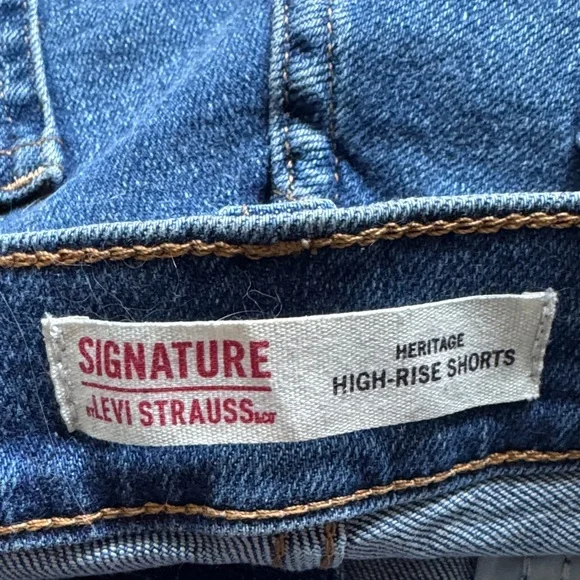 SIGNATURE
BY LEVI STRAUSS &CO
HERITAGE
HIGH-RISE SHORTS